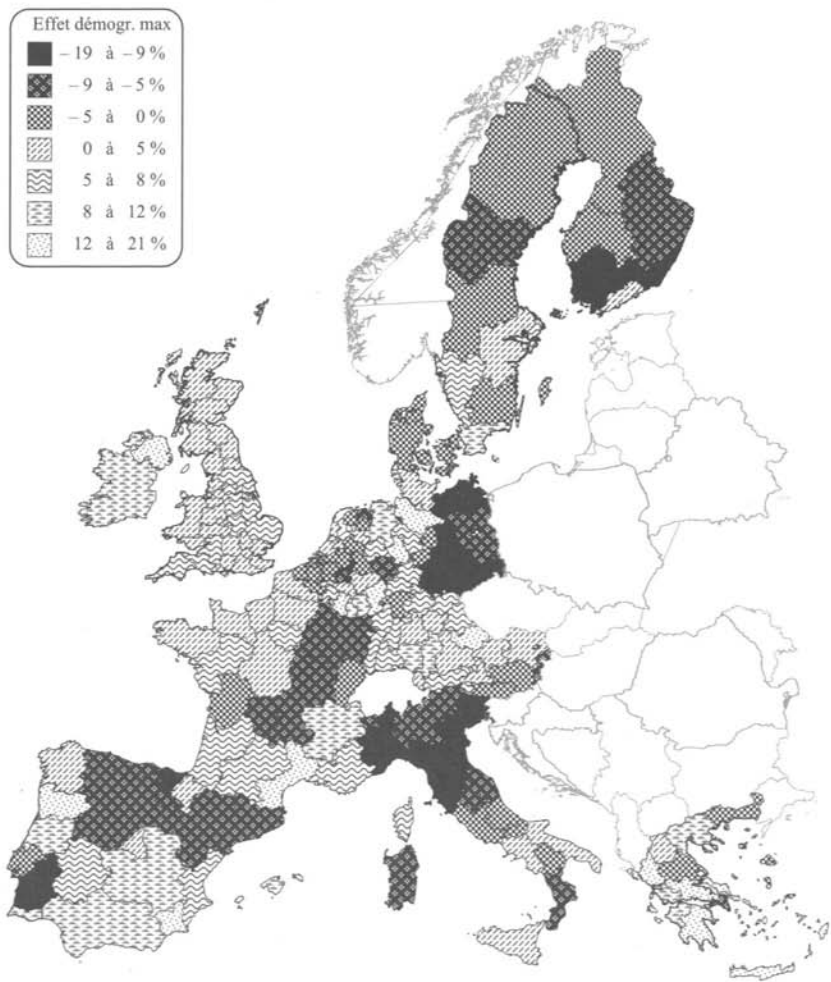 Effet démogr. max
– 19 à – 9 %
– 9 à – 5 %
– 5 à 0 %
0 à 5 %
5 à 8 %
8 à 12 %
12 à 21 %